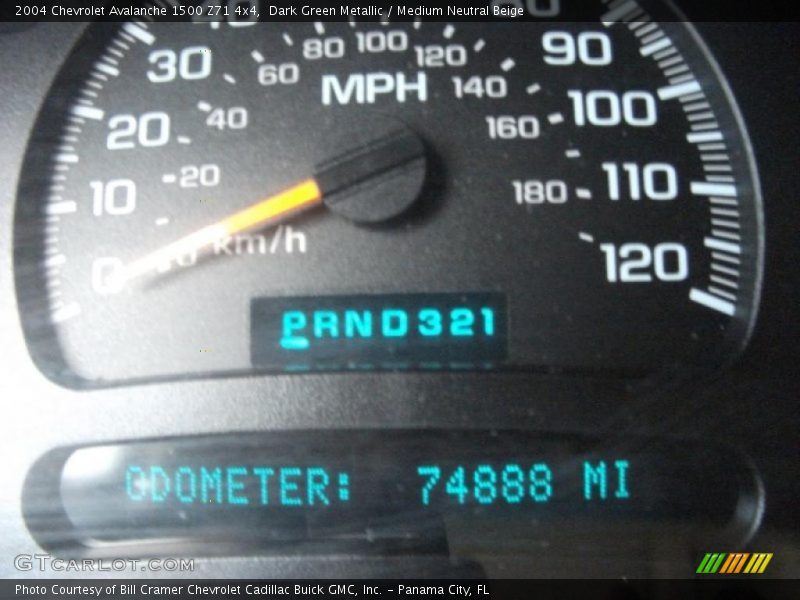 2004 Chevrolet Avalanche 1500 Z71 4x4, Dark Green Metallic / Medium Neutral Beige
80 100 120
30 60 MPH 140 90
20 40 160 100
10 20 180 110
0 km/h 120
PRND321
ODOMETER: 74888 MI
GTCARLOT.COM
Photo Courtesy of Bill Cramer Chevrolet Cadillac Buick GMC, Inc. - Panama City, FL